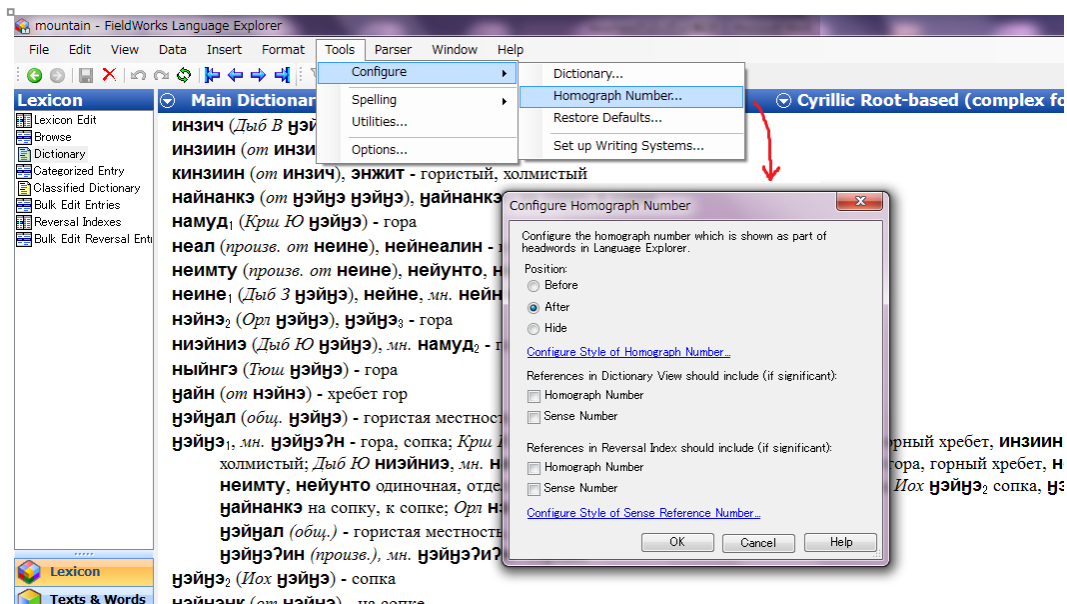 mountain - FieldWorks Language Explorer
File Edit View Data Insert Format Tools Parser Window Help
Configure
Spelling
Utilities...
Options...
Dictionary...
Homograph Number...
Restore Defaults...
Set up Writing Systems...
Lexicon
Lexicon Edit
Browse
Dictionary
Categorized Entry
Classified Dictionary
Bulk Edit Entries
Reversal Indexes
Bulk Edit Reversal Ent
Lexicon
Texts & Words
Main Dictionar
Cyrillic Root-based (complex fo
инзич (Дыб В ӈэй
инзиин (от инзи
кинзиин (от инзич), энжит - гористый, холмистый
найнанкэ (от ӈэйӈэ ӈэйӈэ), ӈайнанкэ
намуд₁ (Крш Ю ӈэйӈэ) - гора
неал (произв. от неине), нейнеалин -
неимту (произв. от неине), нейунто, н
неине₁ (Дыб З ӈэйӈэ), нейне, мн. нейн
нэйнэ₂ (Орл ӈэйӈэ), ӈэйӈэ₃ - гора
ниэйниэ (Дыб Ю ӈэйӈэ), мн. намуд₂ - г
ныйнгэ (Тюш ӈэйӈэ) - гора
ӈайн (от нэйнэ) - хребет гор
ӈэйӈал (общ. ӈэйӈэ) - гористая местност
ӈэйӈэ₁, мн. ӈэйӈэʔн - гора, сопка; Крш рный хребет, инзиин
холмистый; Дыб Ю ниэйниэ, мн. н ора, горный хребет, н
неимту, нейунто одиночная, отде Иох ӈэйӈэ₂ сопка, ӈэ
ӈайнанкэ на сопку, к сопке; Орл нэ
ӈэйӈал (общ.) - гористая местность
ӈэйӈэʔин (произв.), мн. ӈэйӈэʔиʔ
ӈэйӈэ₂ (Иох ӈэйӈэ) - сопка
Configure Homograph Number
Configure the homograph number which is shown as part of
headwords in Language Explorer.
Position:
Before
After
Hide
Configure Style of Homograph Number...
References in Dictionary View should include (if significant):
Homograph Number
Sense Number
References in Reversal Index should include (if significant):
Homograph Number
Sense Number
Configure Style of Sense Reference Number...
OK Cancel Help